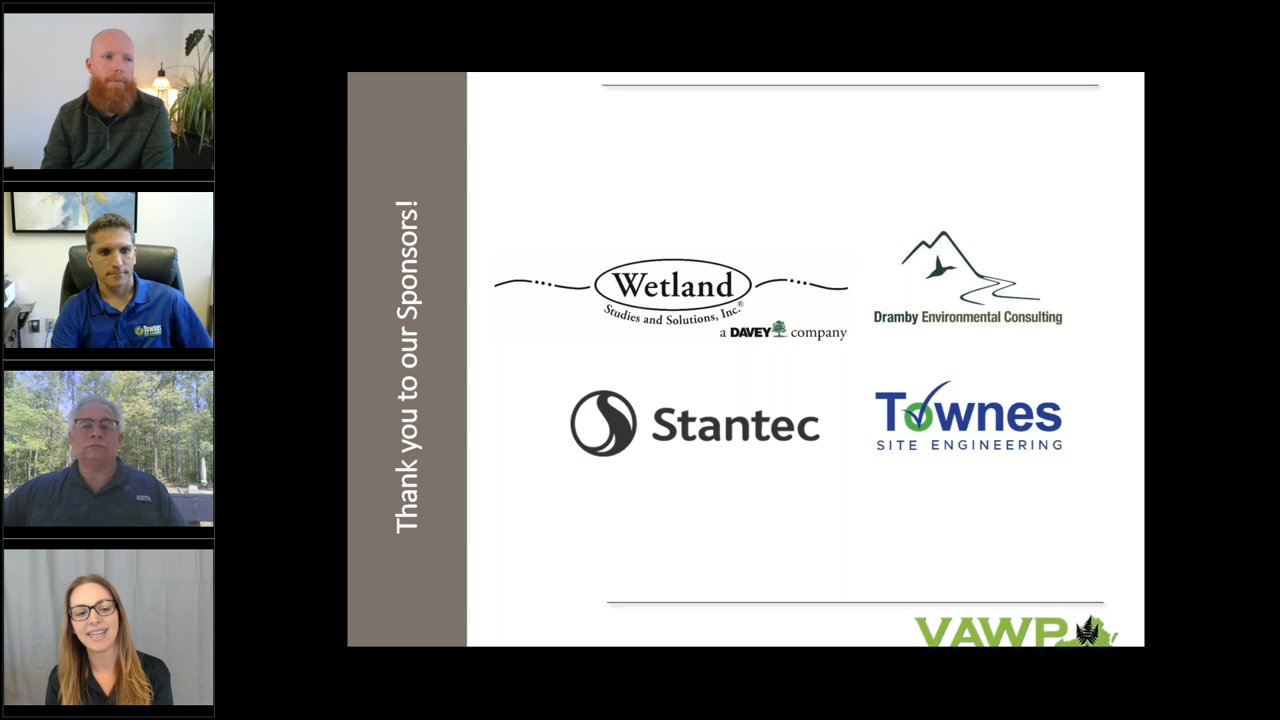 Thank you to our Sponsors!
Wetland
Studies and Solutions, Inc.®
a DAVEY company
Dramby Environmental Consulting
Stantec
Townes
SITE ENGINEERING
VAWP
Townes